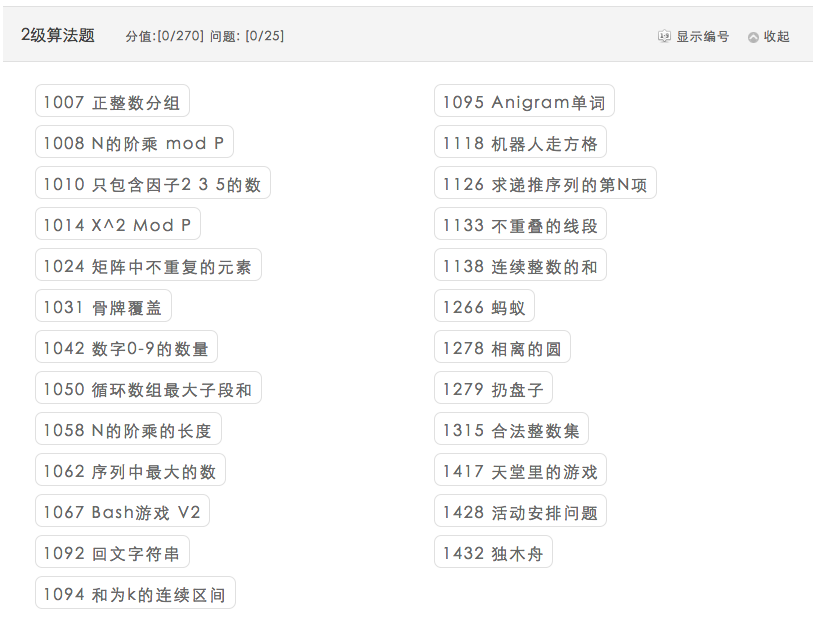 2级算法题 分值:[0/270] 问题: [0/25] 显示编号 收起
1007 正整数分组
1008 N的阶乘 mod P
1010 只包含因子2 3 5的数
1014 X^2 Mod P
1024 矩阵中不重复的元素
1031 骨牌覆盖
1042 数字0-9的数量
1050 循环数组最大子段和
1058 N的阶乘的长度
1062 序列中最大的数
1067 Bash游戏 V2
1092 回文字符串
1094 和为k的连续区间
1095 Anigram单词
1118 机器人走方格
1126 求递推序列的第N项
1133 不重叠的线段
1138 连续整数的和
1266 蚂蚁
1278 相离的圆
1279 扔盘子
1315 合法整数集
1417 天堂里的游戏
1428 活动安排问题
1432 独木舟